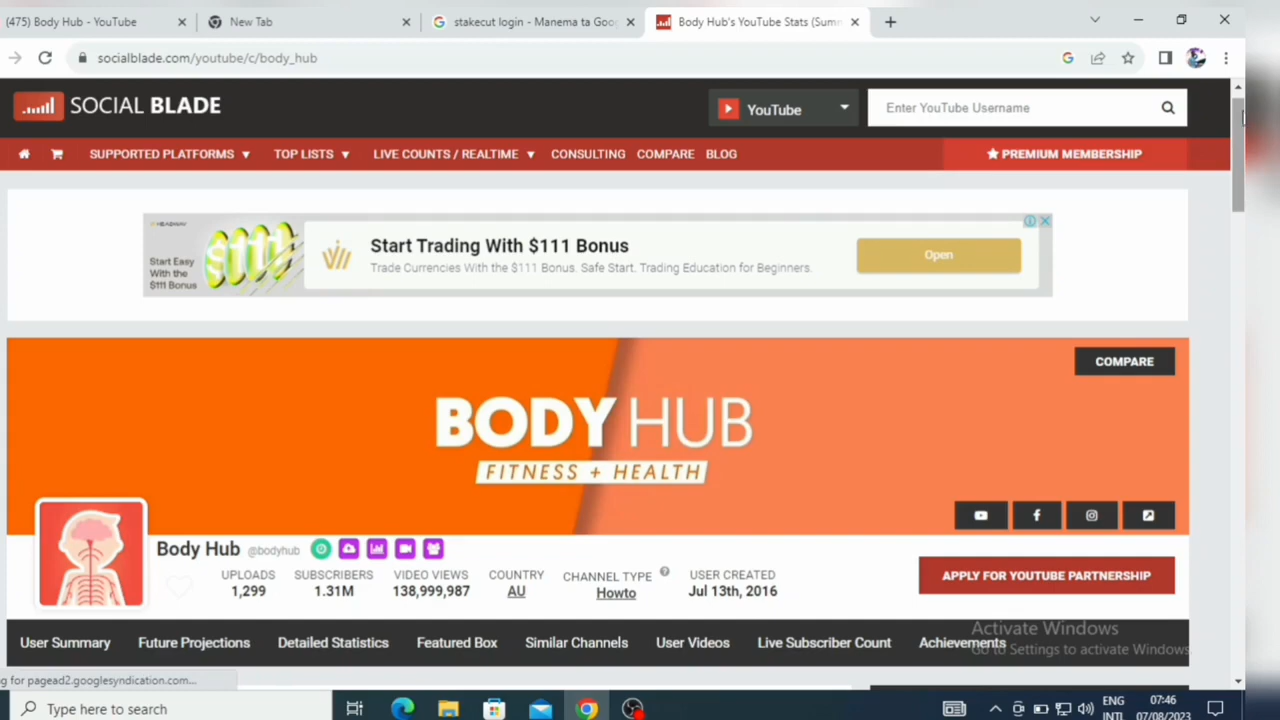 (475) Body Hub - YouTube
New Tab
stakecut login - Manema ta Goo
Body Hub's YouTube Stats (Sum
socialblade.com/youtube/c/body_hub
SOCIAL BLADE
YouTube
Enter YouTube Username
SUPPORTED PLATFORMS
TOP LISTS
LIVE COUNTS / REALTIME
CONSULTING
COMPARE
BLOG
PREMIUM MEMBERSHIP
HEADWAY
Start Easy
With the
$111 Bonus
$111
Start Trading With $111 Bonus
Trade Currencies With the $111 Bonus. Safe Start. Trading Education for Beginners.
Open
COMPARE
BODY HUB
FITNESS + HEALTH
Body Hub @bodyhub
UPLOADS
1,299
SUBSCRIBERS
1.31M
VIDEO VIEWS
138,999,987
COUNTRY
AU
CHANNEL TYPE
Howto
USER CREATED
Jul 13th, 2016
APPLY FOR YOUTUBE PARTNERSHIP
User Summary
Future Projections
Detailed Statistics
Featured Box
Similar Channels
User Videos
Live Subscriber Count
Achievements
Activate Windows
Go to Settings to activate Windows
g for pagead2.googlesyndication.com...
Type here to search
ENG
INTL
07:46
07/08/2023